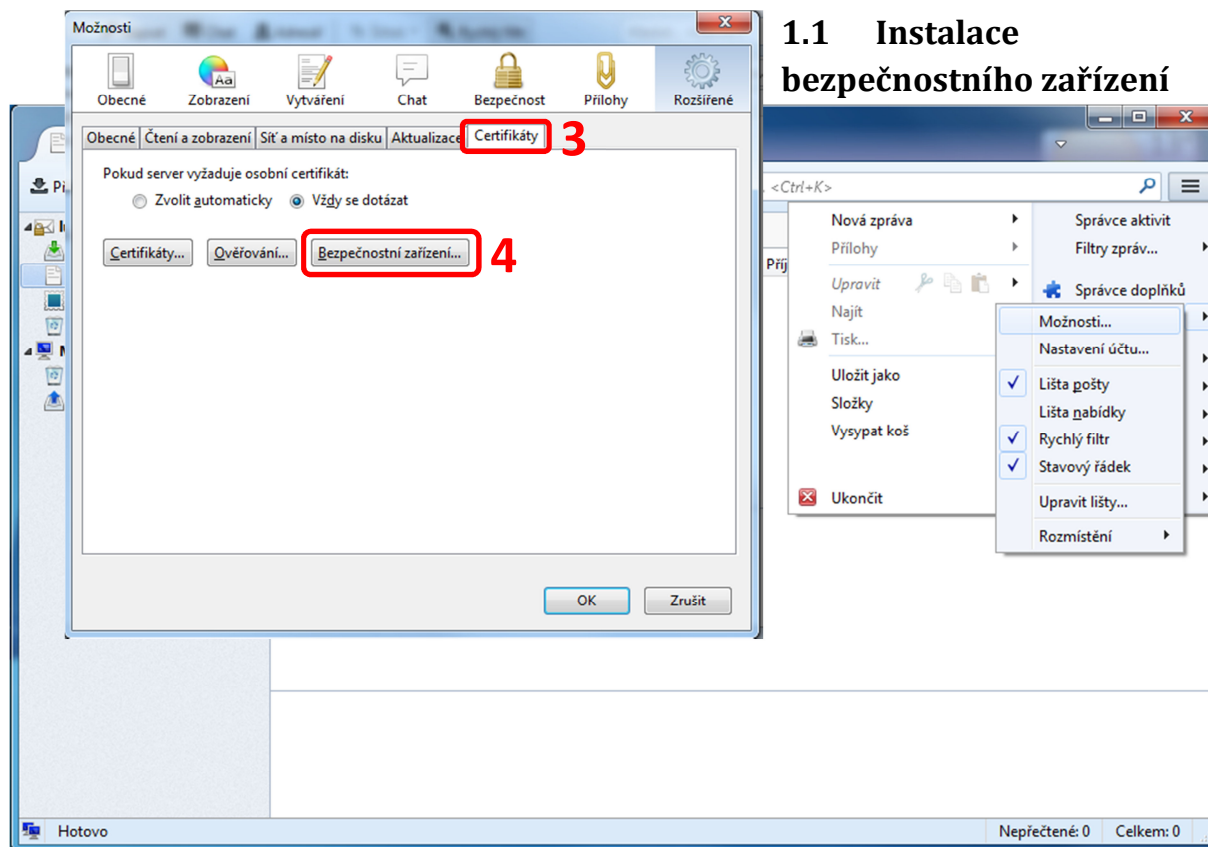 1.1 Instalace
bezpečnostního zařízení
Možnosti
Obecné Zobrazení Vytváření Chat Bezpečnost Přílohy Rozšířené
Obecné Čtení a zobrazení Síť a místo na disku Aktualizace Certifikáty 3
Pokud server vyžaduje osobní certifikát:
Zvolit automaticky Vždy se dotázat
Certifikáty... Ověřování... Bezpečnostní zařízení... 4
OK Zrušit
<Ctrl+K>
Nová zpráva
Přílohy
Upravit
Najít
Tisk...
Uložit jako
Složky
Vysypat koš
Ukončit
Správce aktivit
Filtry zpráv...
Správce doplňků
Možnosti...
Nastavení účtu...
Lišta pošty
Lišta nabídky
Rychlý filtr
Stavový řádek
Upravit lišty...
Rozmístění
Hotovo
Nepřečtené: 0 Celkem: 0